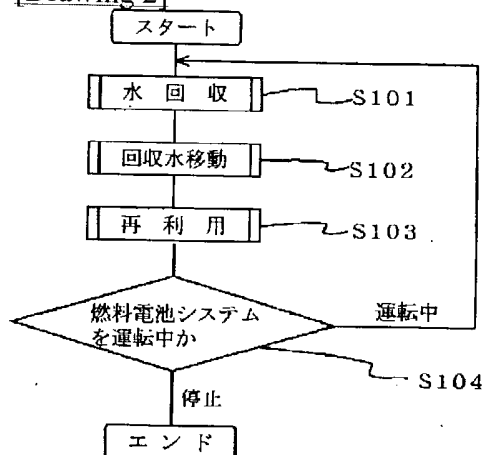 [Drawing 2]
スタート
水回収
S101
回収水移動
S102
再利用
S103
燃料電池システム
を運転中か
運転中
S104
停止
エンド